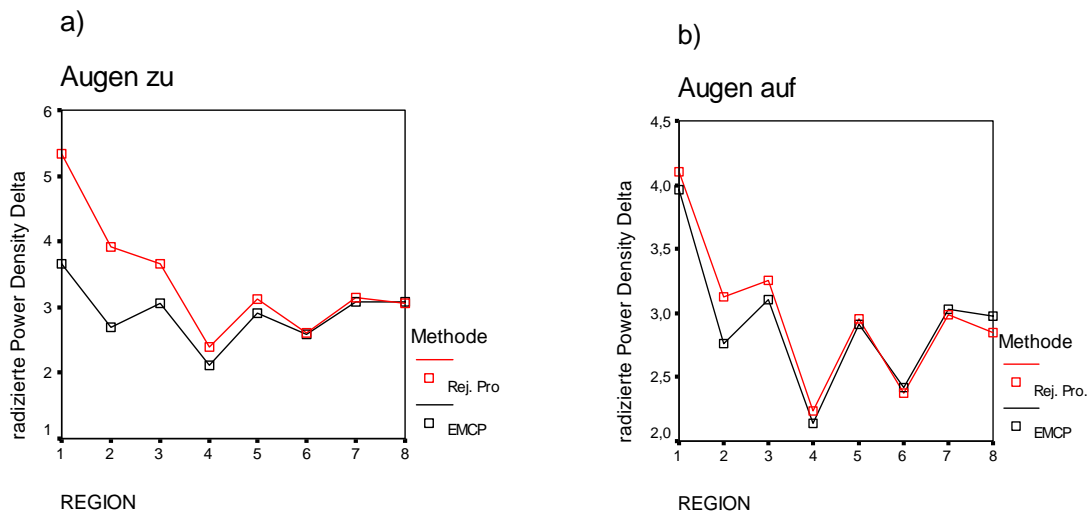 a)
Augen zu
radizierte Power Density Delta
6
5
4
3
2
1
1 2 3 4 5 6 7 8
REGION
Methode
Rej. Pro
EMCP
b)
Augen auf
radizierte Power Density Delta
4,5
4,0
3,5
3,0
2,5
2,0
1 2 3 4 5 6 7 8
REGION
Methode
Rej. Pro.
EMCP